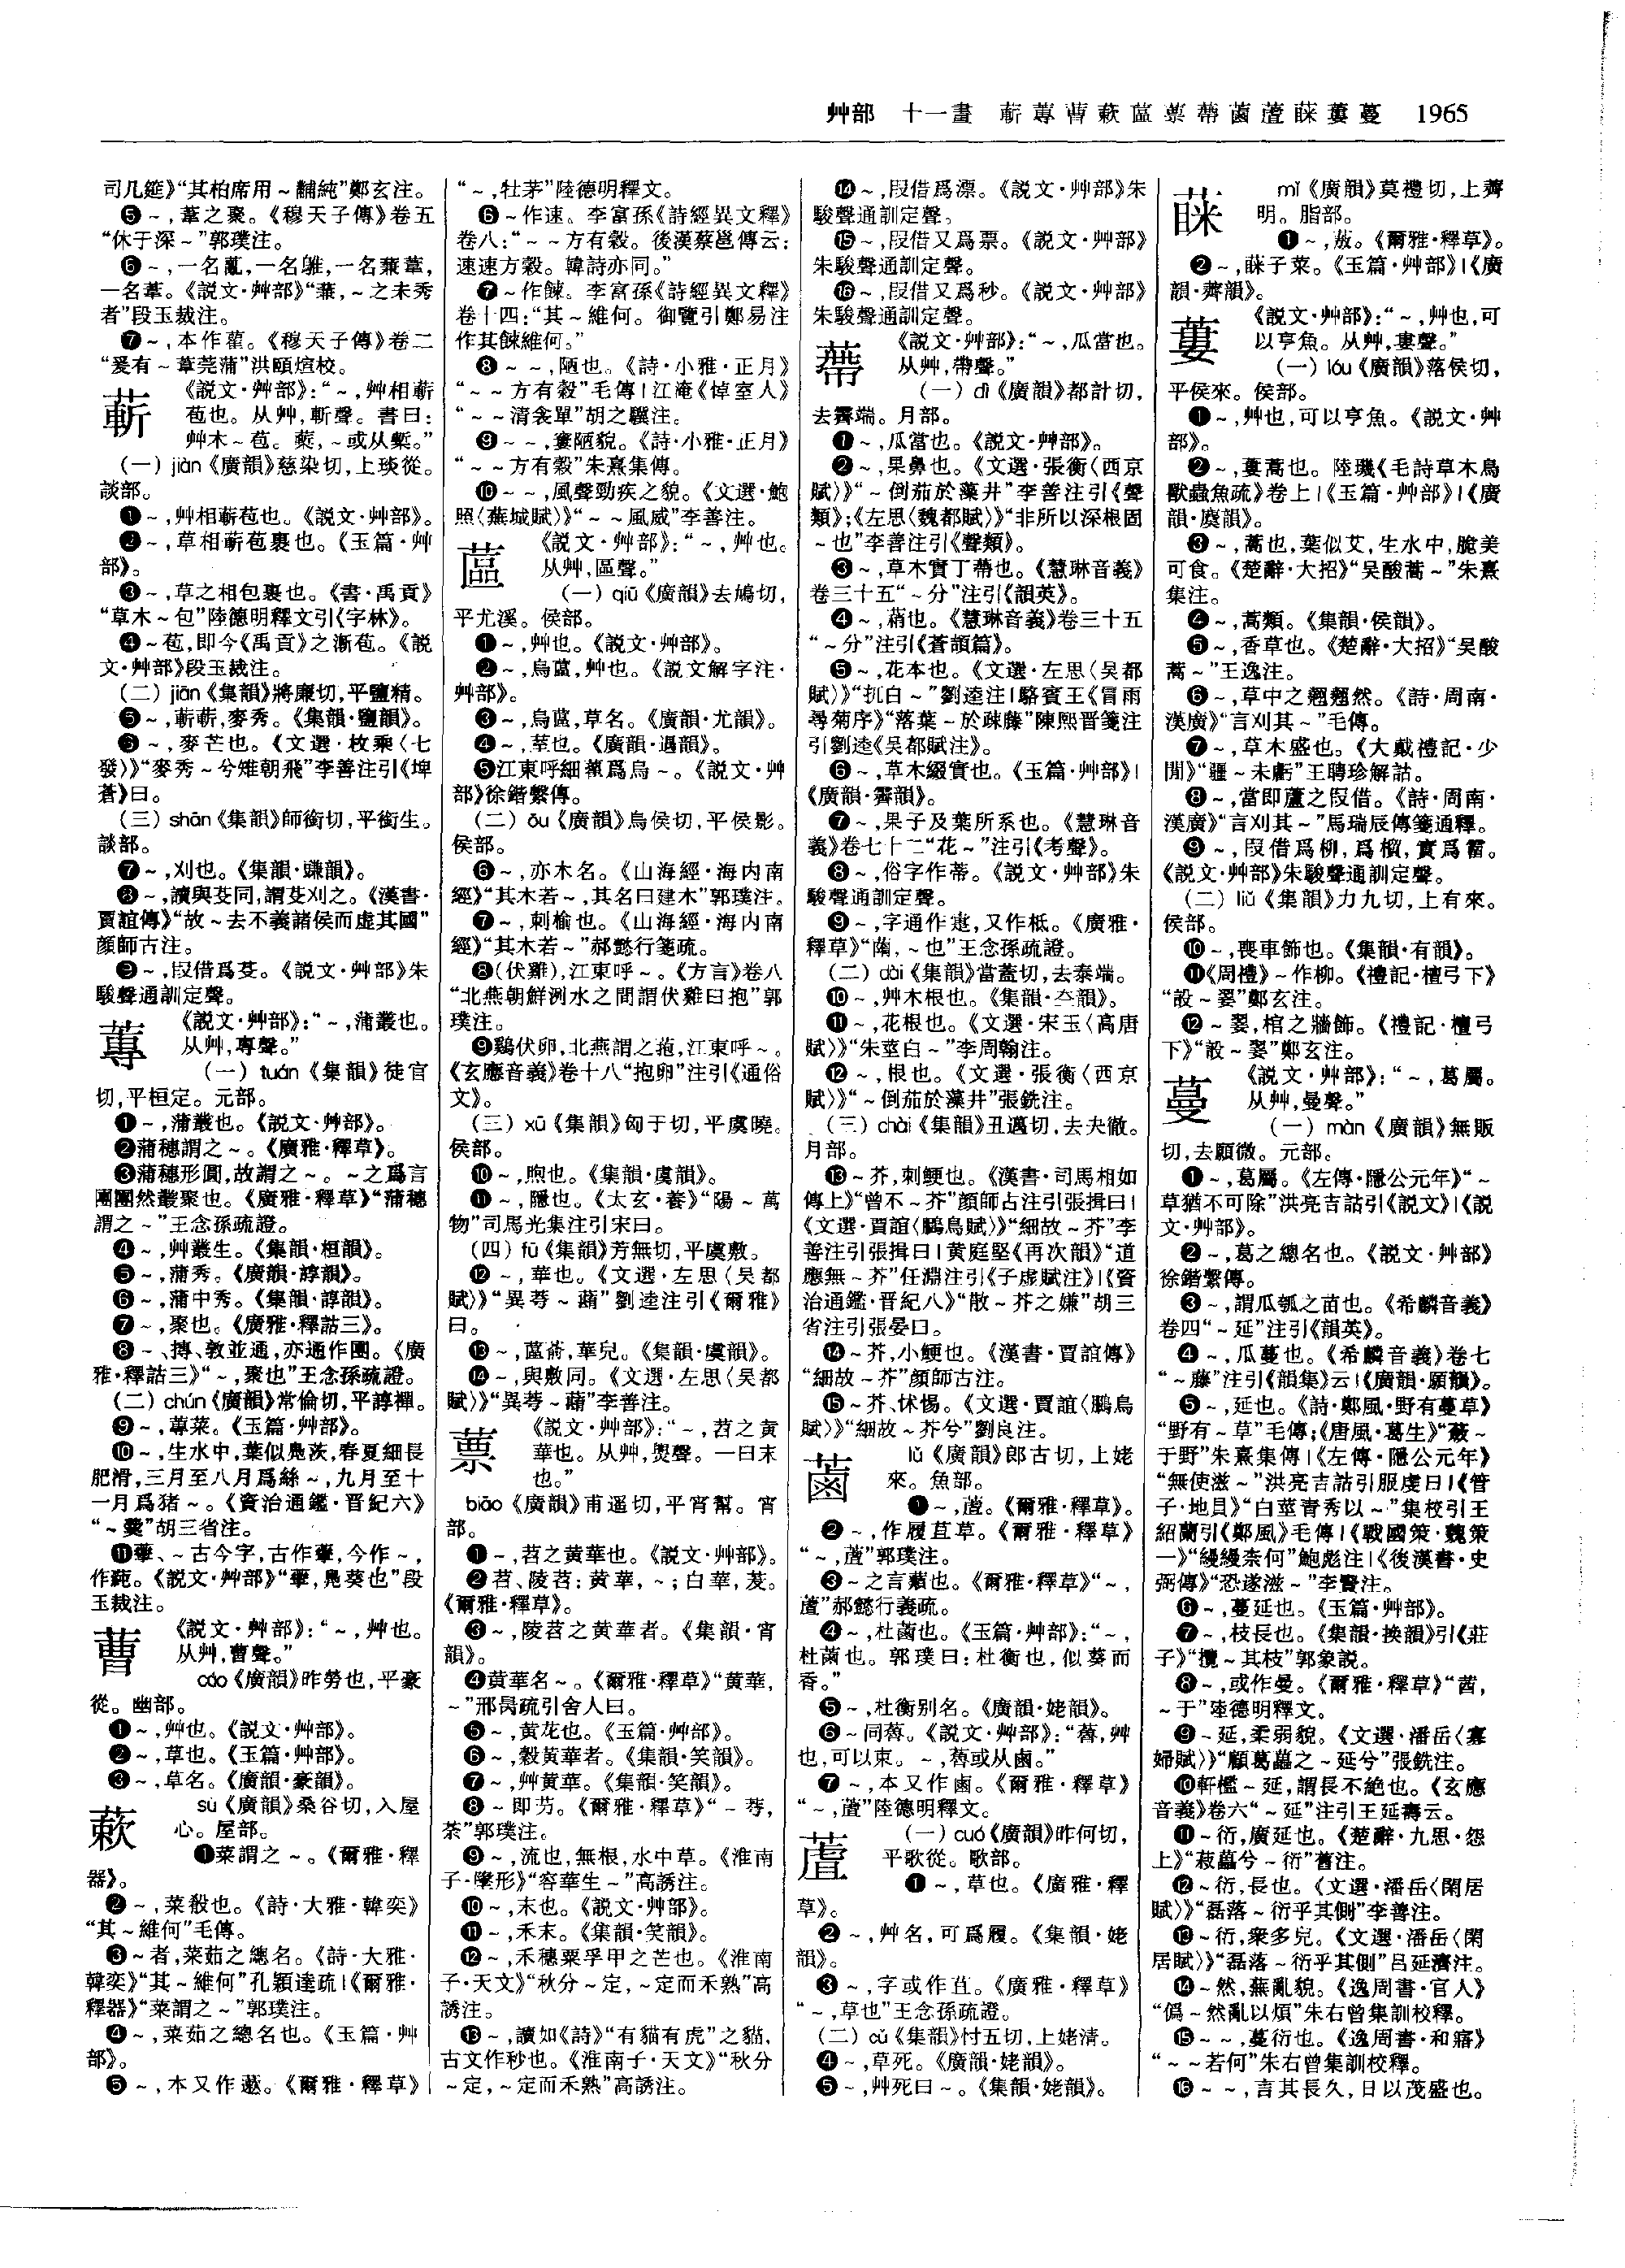 艸部 十一畫 蔪蓴蓸蔌蓲蔈蔕蓾蔖蔝蔞蔓 1965
司几筵》“其柏席用~黼純”鄭玄注。
❺~,葦之聚。《穆天子傳》卷五
“休于深~”郭璞注。
❻~,一名薍,一名鵻,一名蒹葦,
一名葦。《説文·艸部》“蒹,~之未秀
者”段玉裁注。
❼~,本作雚。《穆天子傳》卷二
“爰有~葦莞蒲”洪頤煊校。
蔪
《説文·艸部》:“~,艸相蔪
苞也。从艸,斬聲。書曰:
艸木~苞。蔪,~或从槧。”
(一) jiàn《廣韻》慈染切,上琰從。
談部。
❶~,艸相蔪苞也。《説文·艸部》。
❷~,草相蔪苞裹也。《玉篇·艸
部》。
❸~,草之相包裹也。《書·禹貢》
“草木~包”陸德明釋文引《字林》。
❹~苞,即今《禹貢》之漸苞。《説
文·艸部》段玉裁注。
(二) jiān《集韻》將廉切,平鹽精。
❺~,蔪蔪,麥秀。《集韻·鹽韻》。
❻~,麥芒也。《文選·枚乘〈七
發〉》“麥秀~兮雉朝飛”李善注引《埤
蒼》曰。
(三) shān《集韻》師銜切,平銜生。
談部。
❼~,刈也。《集韻·豏韻》。
❽~,讀與芟同,謂芟刈之。《漢書·
賈誼傳》“故~去不義諸侯而虚其國”
顔師古注。
❾~,叚借爲芟。《説文·艸部》朱
駿聲通訓定聲。
蓴
《説文·艸部》:“~,蒲叢也。
从艸,專聲。”
(一) tuán《集韻》徒官
切,平桓定。元部。
❶~,蒲叢也。《説文·艸部》。
❷蒲穗謂之~。《廣雅·釋草》。
❸蒲穗形圓,故謂之~。~之爲言
團團然叢聚也。《廣雅·釋草》“蒲穗
謂之~”王念孫疏證。
❹~,艸叢生。《集韻·桓韻》。
❺~,蒲秀。《廣韻·諄韻》。
❻~,蒲中秀。《集韻·諄韻》。
❼~,聚也。《廣雅·釋詁三》。
❽~、摶、敦並通,亦通作團。《廣
雅·釋詁三》“~,聚也”王念孫疏證。
(二) chún《廣韻》常倫切,平諄禪。
❾~,蓴菜。《玉篇·艸部》。
❿~,生水中,葉似鳧茨,春夏細長
肥滑,三月至八月爲絲~,九月至十
一月爲猪~。《資治通鑑·晋紀六》
“~羹”胡三省注。
⓫蘻、~古今字,古作蘻,今作~,
作蒓。《説文·艸部》“蘻,鳧葵也”段
玉裁注。
蓸
《説文·艸部》:“~,艸也。
从艸,曹聲。”
cáo《廣韻》昨勞也,平豪
從。幽部。
❶~,艸也。《説文·艸部》。
❷~,草也。《玉篇·艸部》。
❸~,草名。《廣韻·豪韻》。
蔌
sù《廣韻》桑谷切,入屋
心。屋部。
❶菜謂之~。《爾雅·釋
器》。
❷~,菜殽也。《詩·大雅·韓奕》
“其~維何”毛傳。
❸~者,菜茹之總名。《詩·大雅·
韓奕》“其~維何”孔穎達疏|《爾雅·
釋器》“菜謂之~”郭璞注。
❹~,菜茹之總名也。《玉篇·艸
部》。
❺~,本又作藗。《爾雅·釋草》
“~,牡茅”陸德明釋文。
❻~作速。李富孫《詩經異文釋》
卷八:“~~方有穀。後漢蔡邕傳云:
速速方穀。韓詩亦同。”
❼~作餗。李富孫《詩經異文釋》
卷十四:“其~維何。御覽引鄭易注
作其餗維何。”
❽~~,陋也。《詩·小雅·正月》
“~~方有穀”毛傳|江淹《悼室人》
“~~清衾單”胡之驥注。
❾~~,窶陋貌。《詩·小雅·正月》
“~~方有穀”朱熹集傳。
❿~~,風聲勁疾之貌。《文選·鮑
照〈蕪城賦〉》“~~風威”李善注。
蓲
《説文·艸部》:“~,艸也。
从艸,區聲。”
(一) qiū《廣韻》去鳩切,
平尤溪。侯部。
❶~,艸也。《説文·艸部》。
❷~,烏蓲,艸也。《説文解字注·
艸部》。
❸~,烏蓲,草名。《廣韻·尤韻》。
❹~,莖也。《廣韻·遇韻》。
❺江東呼細葉爲烏~。《説文·艸
部》徐鍇繫傳。
(二) ōu《廣韻》烏侯切,平侯影。
侯部。
❻~,亦木名。《山海經·海内南
經》“其木若~,其名曰建木”郭璞注。
❼~,刺榆也。《山海經·海内南
經》“其木若~”郝懿行箋疏。
❽(伏雞),江東呼~。《方言》卷八
“北燕朝鮮洌水之間謂伏雞曰抱”郭
璞注。
❾鷄伏卵,北燕謂之菢,江東呼~。
《玄應音義》卷十八“抱卵”注引《通俗
文》。
(三) xū《集韻》匈于切,平虞曉。
侯部。
❿~,煦也。《集韻·虞韻》。
⓫~,隱也。《太玄·養》“陽~萬
物”司馬光集注引宋曰。
(四) fū《集韻》芳無切,平虞敷。
⓬~,華也。《文選·左思〈吴都
賦〉》“異荂~蘛”劉逵注引《爾雅》
曰。
⓭~,蓲蒮,華皃。《集韻·虞韻》。
⓮~,與敷同。《文選·左思〈吴都
賦〉》“異荂~蘛”李善注。
蔈
《説文·艸部》:“~,苕之黄
華也。从艸,㶾聲。一曰末
也。”
biāo《廣韻》甫遥切,平宵幫。宵
部。
❶~,苕之黄華也。《説文·艸部》。
❷苕、陵苕:黄華,~;白華,茇。
《爾雅·釋草》。
❸~,陵苕之黄華者。《集韻·宵
韻》。
❹黄華名~。《爾雅·釋草》“黄華,
~”邢昺疏引舍人曰。
❺~,黄花也。《玉篇·艸部》。
❻~,穀黄華者。《集韻·笑韻》。
❼~,艸黄華。《集韻·笑韻》。
❽~即艻。《爾雅·釋草》“~荂,
荼”郭璞注。
❾~,流也,無根,水中草。《淮南
子·墬形》“容華生~”高誘注。
❿~,末也。《説文·艸部》。
⓫~,禾末。《集韻·笑韻》。
⓬~,禾穗粟孚甲之芒也。《淮南
子·天文》“秋分~定,~定而禾熟”高
誘注。
⓭~,讀如《詩》“有貓有虎”之貓,
古文作秒也。《淮南子·天文》“秋分
~定,~定而禾熟”高誘注。
⓮~,叚借爲漂。《説文·艸部》朱
駿聲通訓定聲。
⓯~,叚借又爲票。《説文·艸部》
朱駿聲通訓定聲。
⓰~,叚借又爲秒。《説文·艸部》
朱駿聲通訓定聲。
蔕
《説文·艸部》:“~,瓜當也。
从艸,帶聲。”
(一) dì《廣韻》都計切,
去霽端。月部。
❶~,瓜當也。《説文·艸部》。
❷~,果鼻也。《文選·張衡〈西京
賦〉》“~倒茄於藻井”李善注引《聲
類》;《左思〈魏都賦〉》“非所以深根固
~也”李善注引《聲類》。
❸~,草木實丁蔕也。《慧琳音義》
卷三十五“~分”注引《韻英》。
❹~,蒂也。《慧琳音義》卷三十五
“~分”注引《蒼頡篇》。
❺~,花本也。《文選·左思〈吴都
賦〉》“扤白~”劉逵注|駱賓王《冒雨
尋菊序》“落葉~於疎藤”陳熙晋箋注
引劉逵《吴都賦注》。
❻~,草木綴實也。《玉篇·艸部》|
《廣韻·霽韻》。
❼~,果子及葉所系也。《慧琳音
義》卷七十二“花~”注引《考聲》。
❽~,俗字作蒂。《説文·艸部》朱
駿聲通訓定聲。
❾~,字通作疐,又作柢。《廣雅·
釋草》“蔐,~也”王念孫疏證。
(二) dài《集韻》當蓋切,去泰端。
❿~,艸木根也。《集韻·夳韻》。
⓫~,花根也。《文選·宋玉〈高唐
賦〉》“朱莖白~”李周翰注。
⓬~,根也。《文選·張衡〈西京
賦〉》“~倒茄於藻井”張銑注。
(三) chài《集韻》丑邁切,去夬徹。
月部。
⓭~芥,刺鯁也。《漢書·司馬相如
傳上》“曾不~芥”顔師古注引張揖曰|
《文選·賈誼〈鵩鳥賦〉》“細故~芥”李
善注引張揖曰|黄庭堅《再次韻》“道
應無~芥”任淵注引《子虚賦注》|《資
治通鑑·晋紀八》“散~芥之嫌”胡三
省注引張晏曰。
⓮~芥,小鯁也。《漢書·賈誼傳》
“細故~芥”顔師古注。
⓯~芥、怵惕。《文選·賈誼〈鵩鳥
賦〉》“細故~芥兮”劉良注。
蓾
lǔ《廣韻》郎古切,上姥
來。魚部。
❶~,蔖。《爾雅·釋草》。
❷~,作履苴草。《爾雅·釋草》
“~,蔖”郭璞注。
❸~之言藉也。《爾雅·釋草》“~,
蔖”郝懿行義疏。
❹~,杜蓾也。《玉篇·艸部》:“~,
杜蓾也。郭璞曰:杜衡也,似葵而
香。”
❺~,杜衡别名。《廣韻·姥韻》。
❻~同蓾。《説文·艸部》:“蓾,艸
也,可以束。~,蓾或从鹵。”
❼~,本又作鹵。《爾雅·釋草》
“~,蔖”陸德明釋文。
蔖
(一) cuó《廣韻》昨何切,
平歌從。歌部。
❶~,草也。《廣雅·釋
草》。
❷~,艸名,可爲履。《集韻·姥
韻》。
❸~,字或作苴。《廣雅·釋草》
“~,草也”王念孫疏證。
(二) cǔ《集韻》忖五切,上姥清。
❹~,草死。《廣韻·姥韻》。
❺~,艸死曰~。《集韻·姥韻》。
蔝
mǐ《廣韻》莫禮切,上薺
明。脂部。
❶~,蔜。《爾雅·釋草》。
❷~,蔝子菜。《玉篇·艸部》|《廣
韻·薺韻》。
蔞
《説文·艸部》:“~,艸也,可
以亨魚。从艸,婁聲。”
(一) lóu《廣韻》落侯切,
平侯來。侯部。
❶~,艸也,可以亨魚。《説文·艸
部》。
❷~,蔞蒿也。陸璣《毛詩草木鳥
獸蟲魚疏》卷上|《玉篇·艸部》|《廣
韻·麌韻》。
❸~,蒿也,葉似艾,生水中,脆美
可食。《楚辭·大招》“吴酸蒿~”朱熹
集注。
❹~,蒿類。《集韻·侯韻》。
❺~,香草也。《楚辭·大招》“吴酸
蒿~”王逸注。
❻~,草中之翹翹然。《詩·周南·
漢廣》“言刈其~”毛傳。
❼~,草木盛也。《大戴禮記·少
閒》“疆~未虧”王聘珍解詁。
❽~,當即蘆之叚借。《詩·周南·
漢廣》“言刈其~”馬瑞辰傳箋通釋。
❾~,叚借爲柳,爲橊,實爲霤。
《説文·艸部》朱駿聲通訓定聲。
(二) liǔ《集韻》力九切,上有來。
侯部。
❿~,喪車飾也。《集韻·有韻》。
⓫《周禮》~作柳。《禮記·檀弓下》
“設~翣”鄭玄注。
⓬~翣,棺之牆飾。《禮記·檀弓
下》“設~翣”鄭玄注。
蔓
《説文·艸部》:“~,葛屬。
从艸,曼聲。”
(一) màn《廣韻》無販
切,去願微。元部。
❶~,葛屬。《左傳·隱公元年》“~
草猶不可除”洪亮吉詁引《説文》|《説
文·艸部》。
❷~,葛之總名也。《説文·艸部》
徐鍇繫傳。
❸~,謂瓜瓠之苗也。《希麟音義》
卷四“~延”注引《韻英》。
❹~,瓜蔓也。《希麟音義》卷七
“~藤”注引《韻集》云|《廣韻·願韻》。
❺~,延也。《詩·鄭風·野有蔓草》
“野有~草”毛傳;《唐風·葛生》“蘞~
于野”朱熹集傳|《左傳·隱公元年》
“無使滋~”洪亮吉詁引服虔曰|《管
子·地員》“白莖青秀以~”集校引王
紹蘭引《鄭風》毛傳|《戰國策·魏策
一》“緩緩柰何”鮑彪注|《後漢書·史
弼傳》“恐遂滋~”李賢注。
❻~,蔓延也。《玉篇·艸部》。
❼~,枝長也。《集韻·换韻》引《莊
子》“攬~其枝”郭象説。
❽~,或作曼。《爾雅·釋草》“茜,
~于”陸德明釋文。
❾~延,柔弱貌。《文選·潘岳〈寡
婦賦〉》“顧葛藟之~延兮”張銑注。
❿軒檻~延,謂長不絶也。《玄應
音義》卷六“~延”注引王延壽云。
⓫~衍,廣延也。《楚辭·九思·怨
上》“菽藟兮~衍”舊注。
⓬~衍,長也。《文選·潘岳〈閑居
賦〉》“磊落~衍乎其側”李善注。
⓭~衍,衆多皃。《文選·潘岳〈閑
居賦〉》“磊落~衍乎其側”吕延濟注。
⓮~然,蕪亂貌。《逸周書·官人》
“僞~然亂以煩”朱右曾集訓校釋。
⓯~~,蔓衍也。《逸周書·和寤》
“~~若何”朱右曾集訓校釋。
⓰~~,言其長久,日以茂盛也。